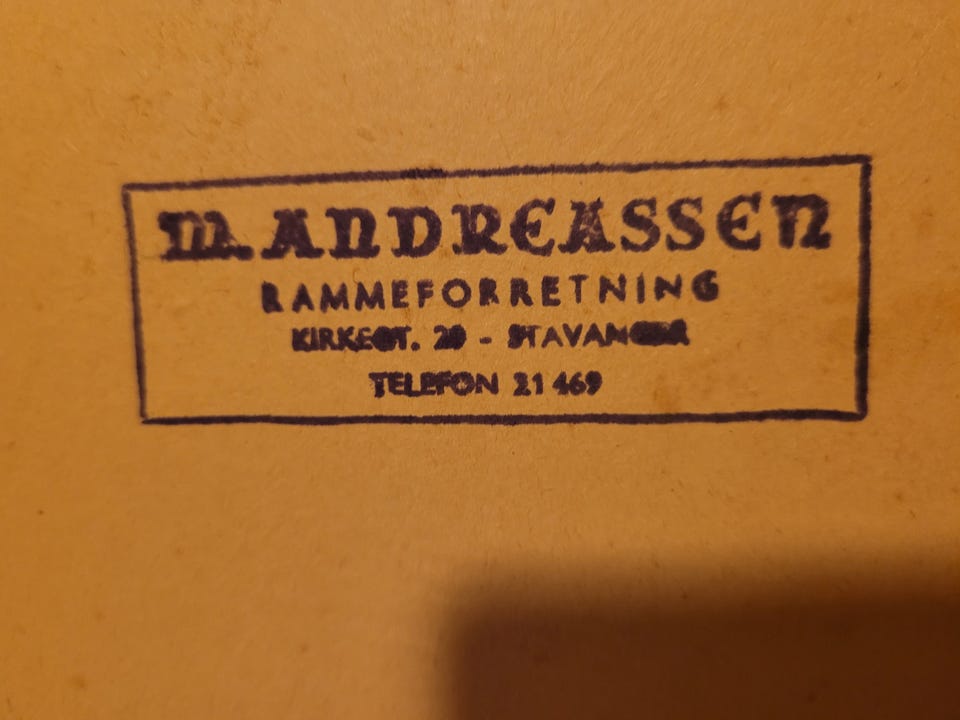 M. ANDREASSEN
RAMMEFORRETNING
KIRKEGT. - STAVANGER
TELEFON 21 469